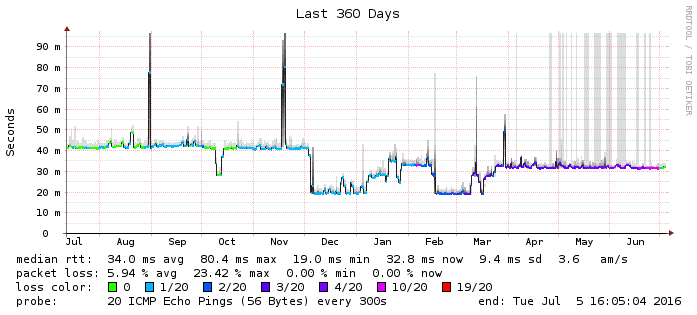 Last 360 Days
RRDTOOL / TOBI OETIKER
Seconds
90 m
80 m
70 m
60 m
50 m
40 m
30 m
20 m
10 m
0
Jul Aug Sep Oct Nov Dec Jan Feb Mar Apr May Jun
median rtt: 34.0 ms avg 80.4 ms max 19.0 ms min 32.8 ms now 9.4 ms sd 3.6 am/s
packet loss: 5.94 % avg 23.42 % max 0.00 % min 0.00 % now
loss color: 0 1/20 2/20 3/20 4/20 10/20 19/20
probe: 20 ICMP Echo Pings (56 Bytes) every 300s end: Tue Jul 5 16:05:04 2016